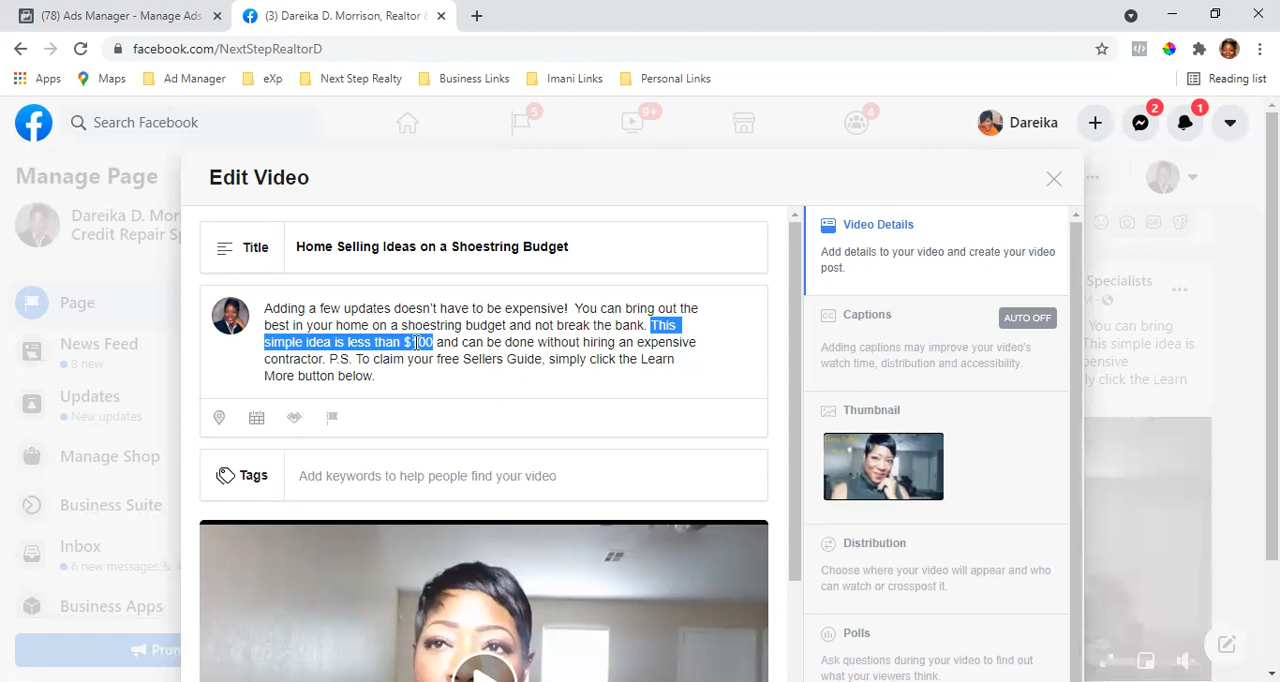 (78) Ads Manager - Manage Ads
(3) Dareika D. Morrison, Realtor &
facebook.com/NextStepRealtorD
Apps
Maps
Ad Manager
eXp
Next Step Realty
Business Links
Imani Links
Personal Links
Reading list
Search Facebook
5
9+
4
Dareika
2
1
Manage Page
Dareika D. Morri
Credit Repair Sp
Page
News Feed
8 new
Updates
New updates
Manage Shop
Business Suite
Inbox
6 new messages &
Business Apps
Prom
Edit Video
Title
Home Selling Ideas on a Shoestring Budget
Adding a few updates doesn't have to be expensive! You can bring out the
best in your home on a shoestring budget and not break the bank. This
simple idea is less than $100 and can be done without hiring an expensive
contractor. P.S. To claim your free Sellers Guide, simply click the Learn
More button below.
Tags
Add keywords to help people find your video
Video Details
Add details to your video and create your video
post.
CC
Captions
AUTO OFF
Adding captions may improve your video's
watch time, distribution and accessibility.
Thumbnail
Distribution
Choose where your video will appear and who
can watch or crosspost it.
Polls
Ask questions during your video to find out
what your viewers think.
GIF
Specialists
You can bring
This simple idea is
ly click the Learn